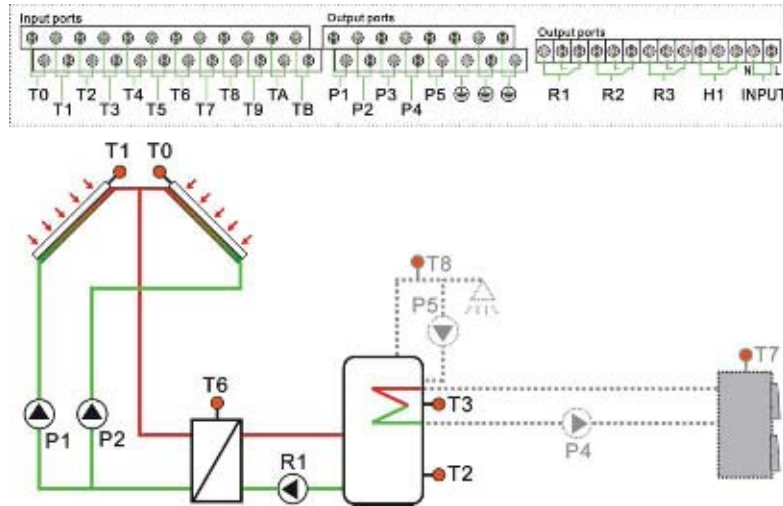 Input ports Output ports
Output ports
T0 T2 T4 T6 T8 TA P1 P3 P5
T1 T3 T5 T7 T9 TB P2 P4
R1 R2 R3 H1 N L INPUT
T1 T0
T8
P5
T7
T6
T3
P1 P2
P4
R1
T2